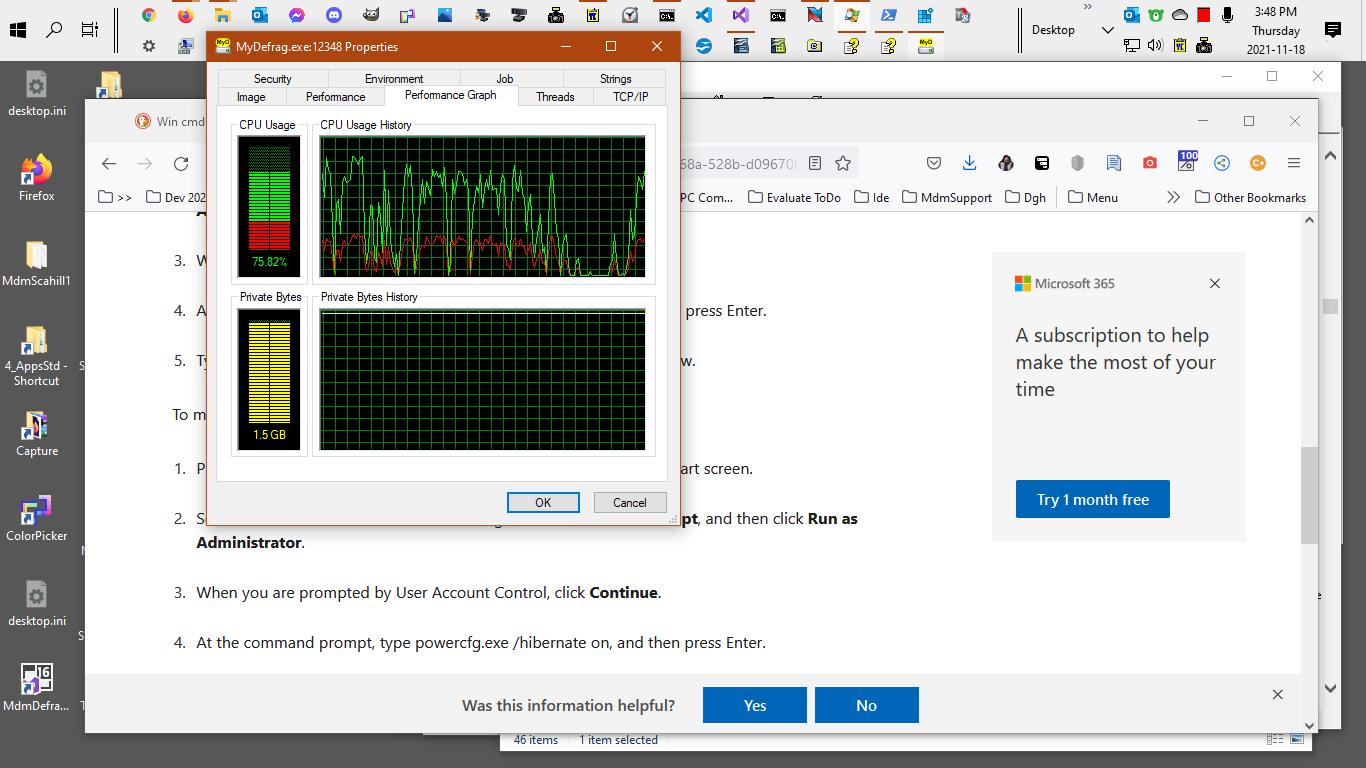 Desktop
»
3:48 PM
Thursday
2021-11-18
desktop.ini
Firefox
MdmScahill1
4_AppsStd -
Shortcut
Capture
ColorPicker
desktop.ini
MdmDefra...
MyDefrag.exe:12348 Properties
Security
Environment
Job
Strings
Image
Performance
Performance Graph
Threads
TCP/IP
CPU Usage
CPU Usage History
75.82%
Private Bytes
Private Bytes History
1.5 GB
OK
Cancel
Win cmd
68a-528b-d09670
100
>>
Dev 202
PC Com...
Evaluate ToDo
Ide
MdmSupport
Dgh
Menu
Other Bookmarks
3. W
4. A
press Enter.
5. Ty
w.
To m
1. P
art screen.
2. S
pt, and then click Run as
Administrator.
3. When you are prompted by User Account Control, click Continue.
4. At the command prompt, type powercfg.exe /hibernate on, and then press Enter.
Microsoft 365
A subscription to help
make the most of your
time
Try 1 month free
Was this information helpful?
Yes
No
46 items
1 item selected